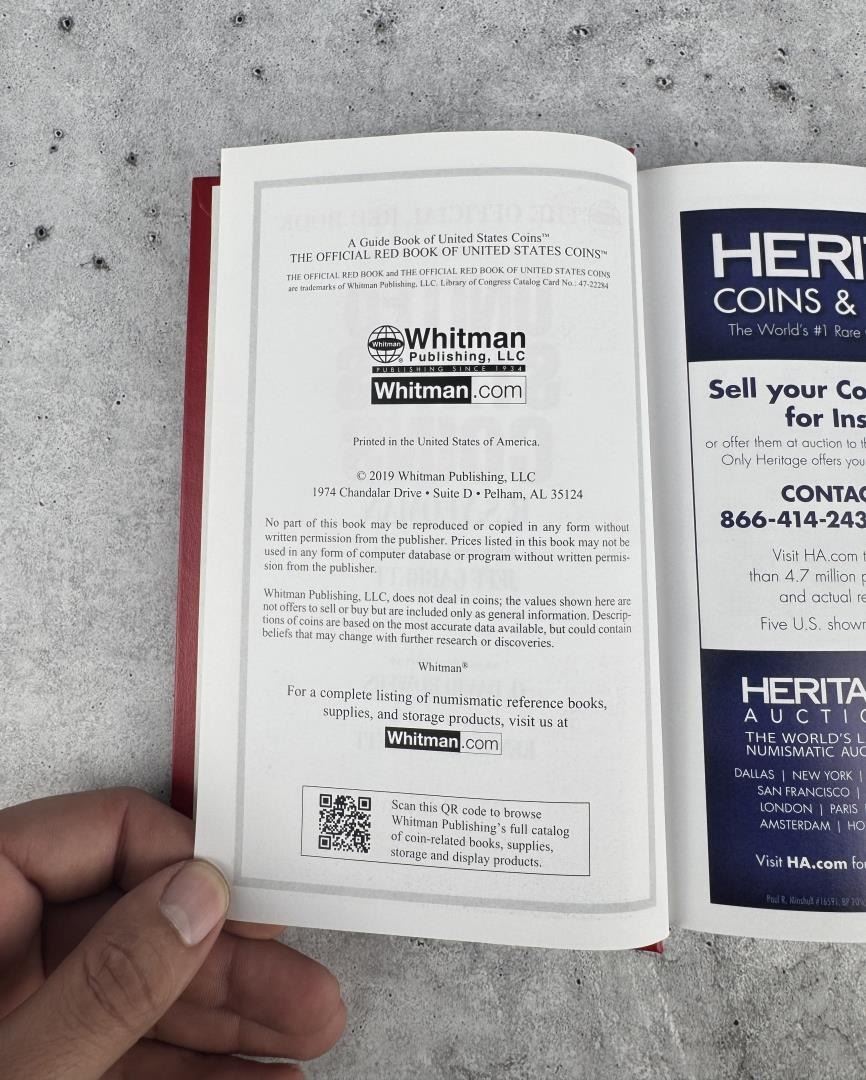 A Guide Book of United States Coins™
THE OFFICIAL RED BOOK OF UNITED STATES COINS™
THE OFFICIAL RED BOOK and THE OFFICIAL RED BOOK OF UNITED STATES COINS
are trademarks of Whitman Publishing, LLC. Library of Congress Catalog Card No.: 47-22284
Whitman
Whitman®
Publishing, LLC
PUBLISHING SINCE 1934
Whitman.com
Printed in the United States of America.
© 2019 Whitman Publishing, LLC
1974 Chandalar Drive • Suite D • Pelham, AL 35124
No part of this book may be reproduced or copied in any form without
written permission from the publisher. Prices listed in this book may not be
used in any form of computer database or program without written permis-
sion from the publisher.
Whitman Publishing, LLC, does not deal in coins; the values shown here are
not offers to sell or buy but are included only as general information. Descrip-
tions of coins are based on the most accurate data available, but could contain
beliefs that may change with further research or discoveries.
Whitman®
For a complete listing of numismatic reference books,
supplies, and storage products, visit us at
Whitman.com
Scan this QR code to browse
Whitman Publishing's full catalog
of coin-related books, supplies,
storage and display products.
HERIT
COINS &
The World's #1 Rare
Sell your Co
for Ins
or offer them at auction to th
Only Heritage offers you
CONTAC
866-414-243
Visit HA.com t
than 4.7 million p
and actual re
Five U.S. show
HERITA
AUCTIO
THE WORLD'S L
NUMISMATIC AUC
DALLAS | NEW YORK |
SAN FRANCISCO |
LONDON | PARIS
AMSTERDAM | HO
Visit HA.com fo
Paul R. Minshull #16591. BP 20%